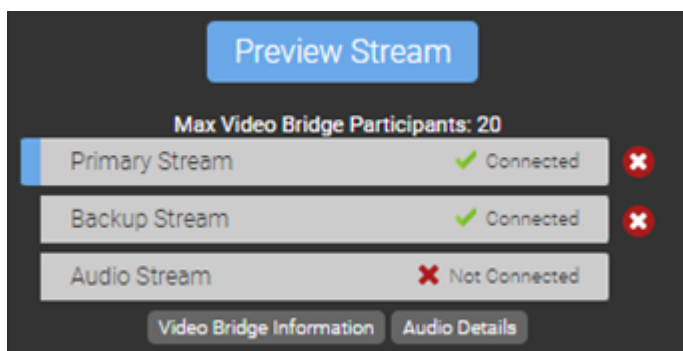 Preview Stream
Max Video Bridge Participants: 20
Primary Stream Connected
Backup Stream Connected
Audio Stream Not Connected
Video Bridge Information Audio Details